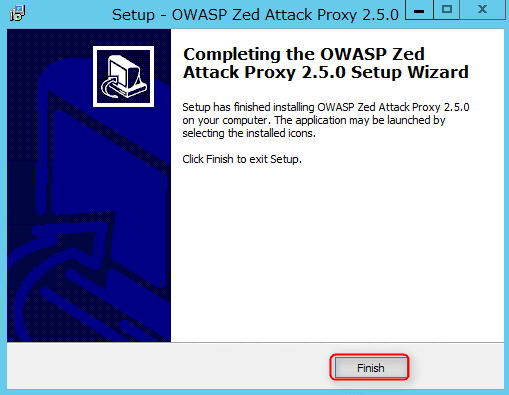 Setup - OWASP Zed Attack Proxy 2.5.0
Completing the OWASP Zed
Attack Proxy 2.5.0 Setup Wizard
Setup has finished installing OWASP Zed Attack Proxy 2.5.0
on your computer. The application may be launched by
selecting the installed icons.
Click Finish to exit Setup.
Finish